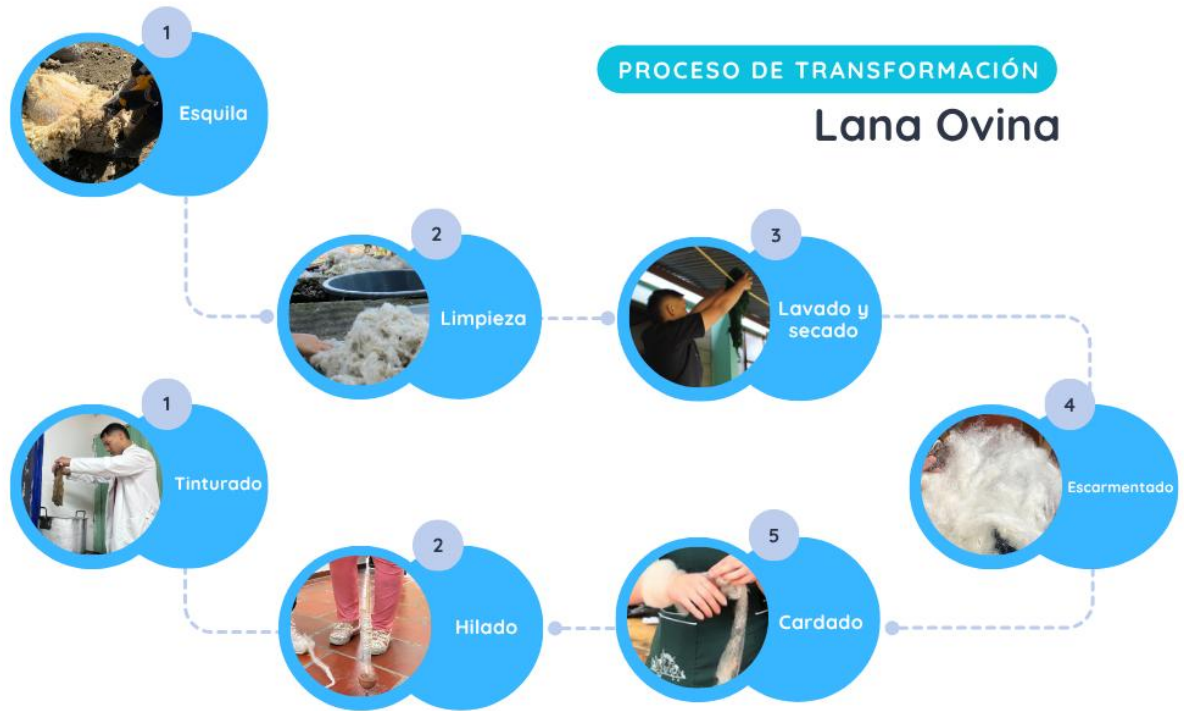 PROCESO DE TRANSFORMACIÓN
Lana Ovina
1
Esquila
2
Limpieza
3
Lavado y
secado
4
Escarmentado
5
Cardado
2
Hilado
1
Tinturado